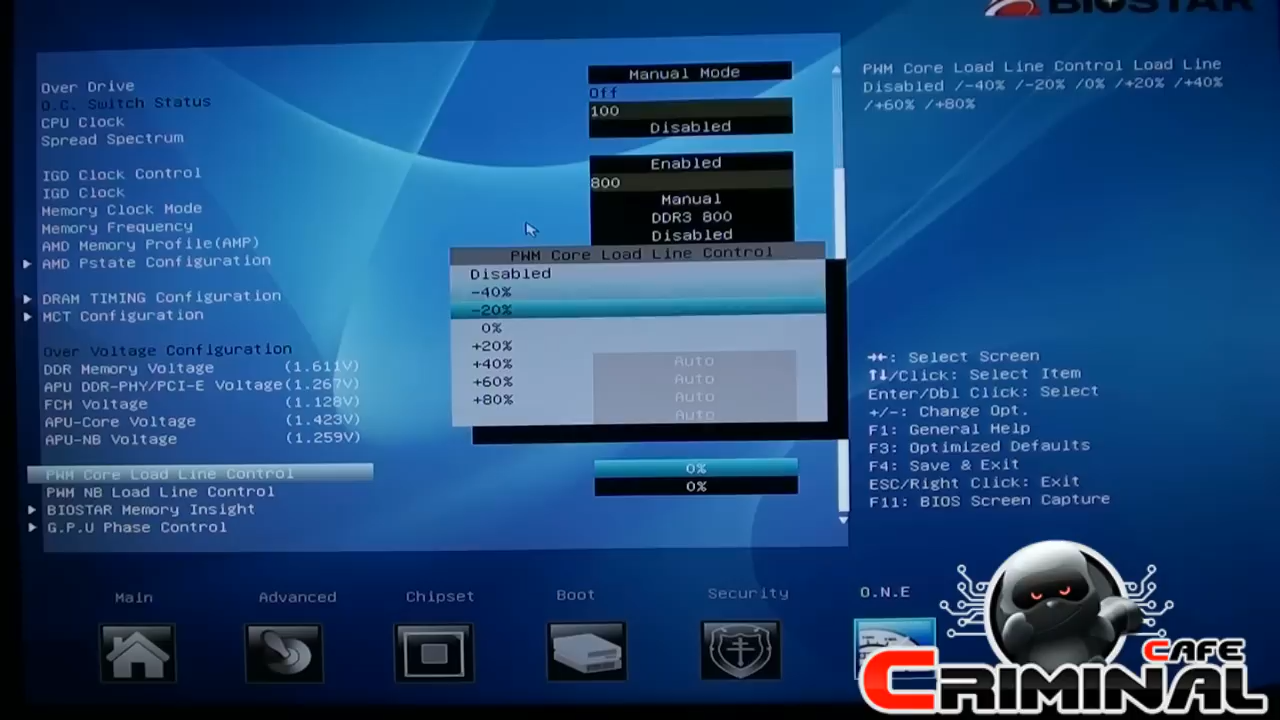 BIOSTAR
Over Drive
Manual Mode
O.C. Switch Status
Off
CPU Clock
100
Spread Spectrum
Disabled
IGD Clock Control
Enabled
IGD Clock
800
Memory Clock Mode
Manual
Memory Frequency
DDR3 800
AMD Memory Profile(AMP)
Disabled
AMD Pstate Configuration
DRAM TIMING Configuration
MCT Configuration
Over Voltage Configuration
DDR Memory Voltage (1.611V)
Auto
APU DDR-PHY/PCI-E Voltage(1.267V)
Auto
FCH Voltage (1.128V)
Auto
APU-Core Voltage (1.423V)
Auto
APU-NB Voltage (1.259V)
PWM Core Load Line Control
0%
PWM NB Load Line Control
0%
BIOSTAR Memory Insight
G.P.U Phase Control
PWM Core Load Line Control
Disabled
-40%
-20%
0%
+20%
+40%
+60%
+80%
PWM Core Load Line Control Load Line
Disabled /-40% /-20% /0% /+20% /+40%
/+60% /+80%
: Select Screen
↑↓/Click: Select Item
Enter/Dbl Click: Select
+/-: Change Opt.
F1: General Help
F3: Optimized Defaults
F4: Save & Exit
ESC/Right Click: Exit
F11: BIOS Screen Capture
Main
Advanced
Chipset
Boot
Security
O.N.E
CAFE
CRIMINAL